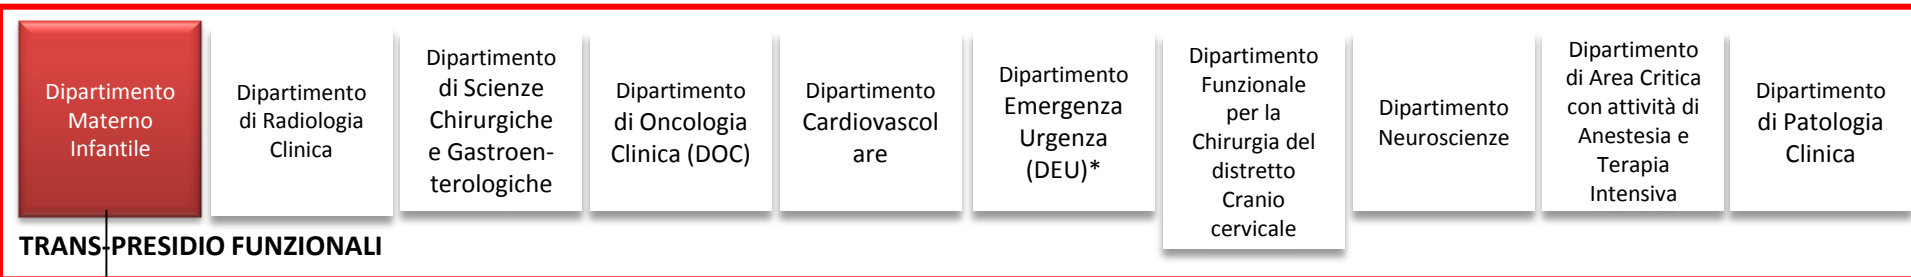 Dipartimento
Materno
Infantile
Dipartimento
di Radiologia
Clinica
Dipartimento
di Scienze
Chirurgiche
e Gastroen-
terologiche
Dipartimento
di Oncologia
Clinica (DOC)
Dipartimento
Cardiovascol
are
Dipartimento
Emergenza
Urgenza
(DEU)*
Dipartimento
Funzionale
per la
Chirurgia del
distretto
Cranio
cervicale
Dipartimento
Neuroscienze
Dipartimento
di Area Critica
con attività di
Anestesia e
Terapia
Intensiva
Dipartimento
di Patologia
Clinica
TRANS-PRESIDIO FUNZIONALI